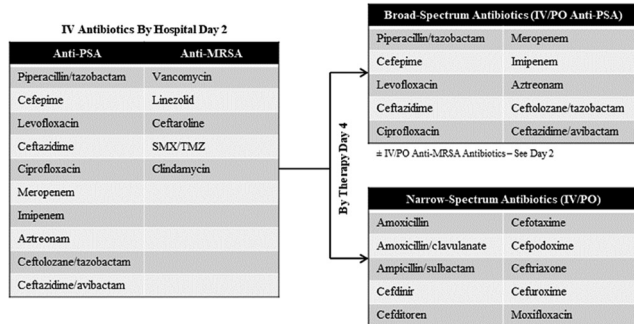 IV Antibiotics By Hospital Day 2
Anti-PSA Anti-MRSA
Piperacillin/tazobactam Vancomycin
Cefepime Linezolid
Levofloxacin Ceftaroline
Ceftazidime SMX/TMZ
Ciprofloxacin Clindamycin
Meropenem
Imipenem
Aztreonam
Ceftolozane/tazobactam
Ceftazidime/avibactam
By Therapy Day 4
Broad-Spectrum Antibiotics (IV/PO Anti-PSA)
Piperacillin/tazobactam Meropenem
Cefepime Imipenem
Levofloxacin Aztreonam
Ceftazidime Ceftolozane/tazobactam
Ciprofloxacin Ceftazidime/avibactam
± IV/PO Anti-MRSA Antibiotics – See Day 2
Narrow-Spectrum Antibiotics (IV/PO)
Amoxicillin Cefotaxime
Amoxicillin/clavulanate Cefpodoxime
Ampicillin/sulbactam Ceftriaxone
Cefdinir Cefuroxime
Cefditoren Moxifloxacin